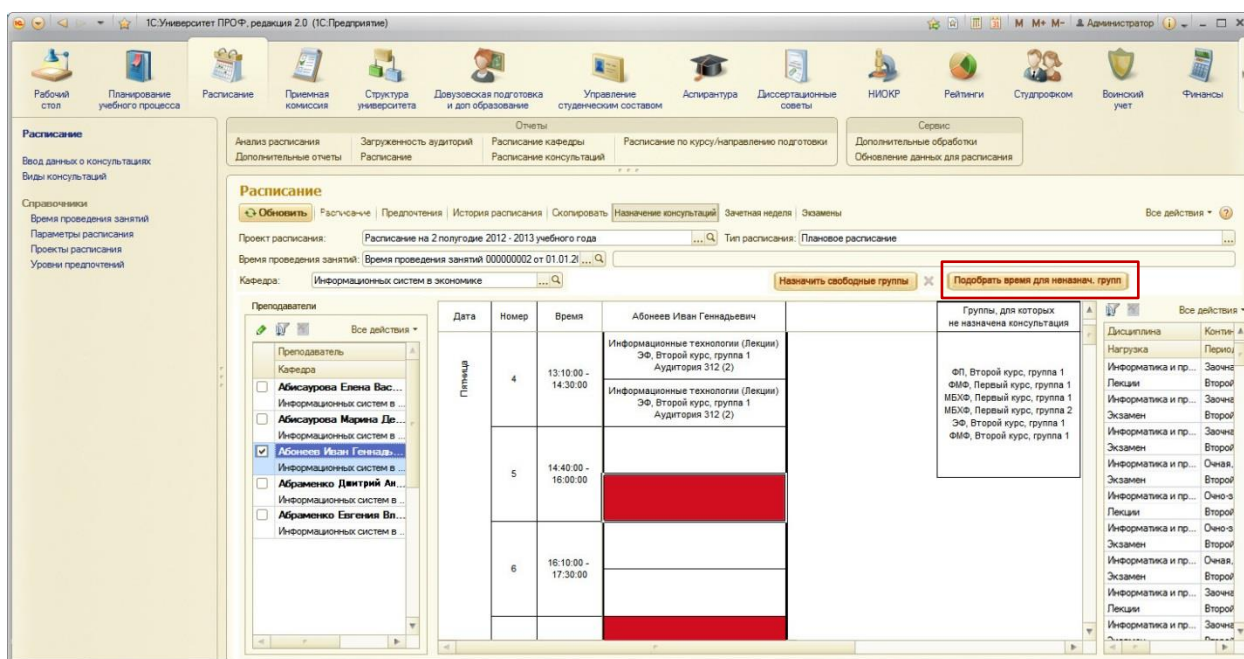 1С:Университет ПРОФ, редакция 2.0 (1С:Предприятие)
M M+ M- Администратор
Рабочий стол
Планирование учебного процесса
Расписание
Приемная комиссия
Структура университета
Довузовская подготовка и доп образование
Управление студенческим составом
Аспирантура
Диссертационные советы
НИОКР
Рейтинги
Студпрофком
Воинский учет
Финансы
Расписание
Ввод данных о консультациях
Виды консультаций
Справочники
Время проведения занятий
Параметры расписания
Проекты расписания
Уровни предпочтений
Отчеты
Анализ расписания Загруженность аудиторий Расписание кафедры Расписание по курсу/направлению подготовки
Дополнительные отчеты Расписание Расписание консультаций
Сервис
Дополнительные обработки
Обновление данных для расписания
Расписание
Обновить Расписание Предпочтения История расписания Скопировать Назначение консультаций Зачетная неделя Экзамены Все действия
Проект расписания: Расписание на 2 полугодие 2012 - 2013 учебного года ... Тип расписания: Плановое расписание ...
Время проведения занятий: Время проведения занятий 000000002 от 01.01.2( ...
Кафедра: Информационных систем в экономике ... Назначить свободные группы Подобрать время для неназнач. групп
Преподаватели
Все действия
Преподаватель
Кафедра
Абисаурова Елена Вас...
Информационных систем в ...
Абисаурова Марина Де...
Информационных систем в ...
Абонеев Иван Геннадь...
Информационных систем в ...
Абраменко Дмитрий Ан...
Информационных систем в ...
Абраменко Евгения Вл...
Информационных систем в ...
Дата Номер Время Абонеев Иван Геннадьевич
Пятница
4
13:10:00 -
14:30:00
Информационные технологии (Лекции)
ЭФ, Второй курс, группа 1
Аудитория 312 (2)
Информационные технологии (Лекции)
ЭФ, Второй курс, группа 1
Аудитория 312 (2)
5
14:40:00 -
16:00:00
6
16:10:00 -
17:30:00
Группы, для которых
не назначена консультация
ФП, Второй курс, группа 1
ФМФ, Первый курс, группа 1
МБХФ, Первый курс, группа 1
МБХФ, Первый курс, группа 2
ЭФ, Второй курс, группа 1
ФМФ, Второй курс, группа 1
Все действия
Дисциплина Контин
Нагрузка Период
Информатика и пр... Заочна
Лекции Второй
Информатика и пр... Заочна
Экзамен Второй
Информатика и пр... Заочна
Экзамен Второй
Информатика и пр... Очная,
Экзамен Второй
Информатика и пр... Очно-з
Лекции Второй
Информатика и пр... Очно-з
Экзамен Второй
Информатика и пр... Очная,
Экзамен Второй
Информатика и пр... Заочна
Лекции Второй
Информатика и пр... Заочна